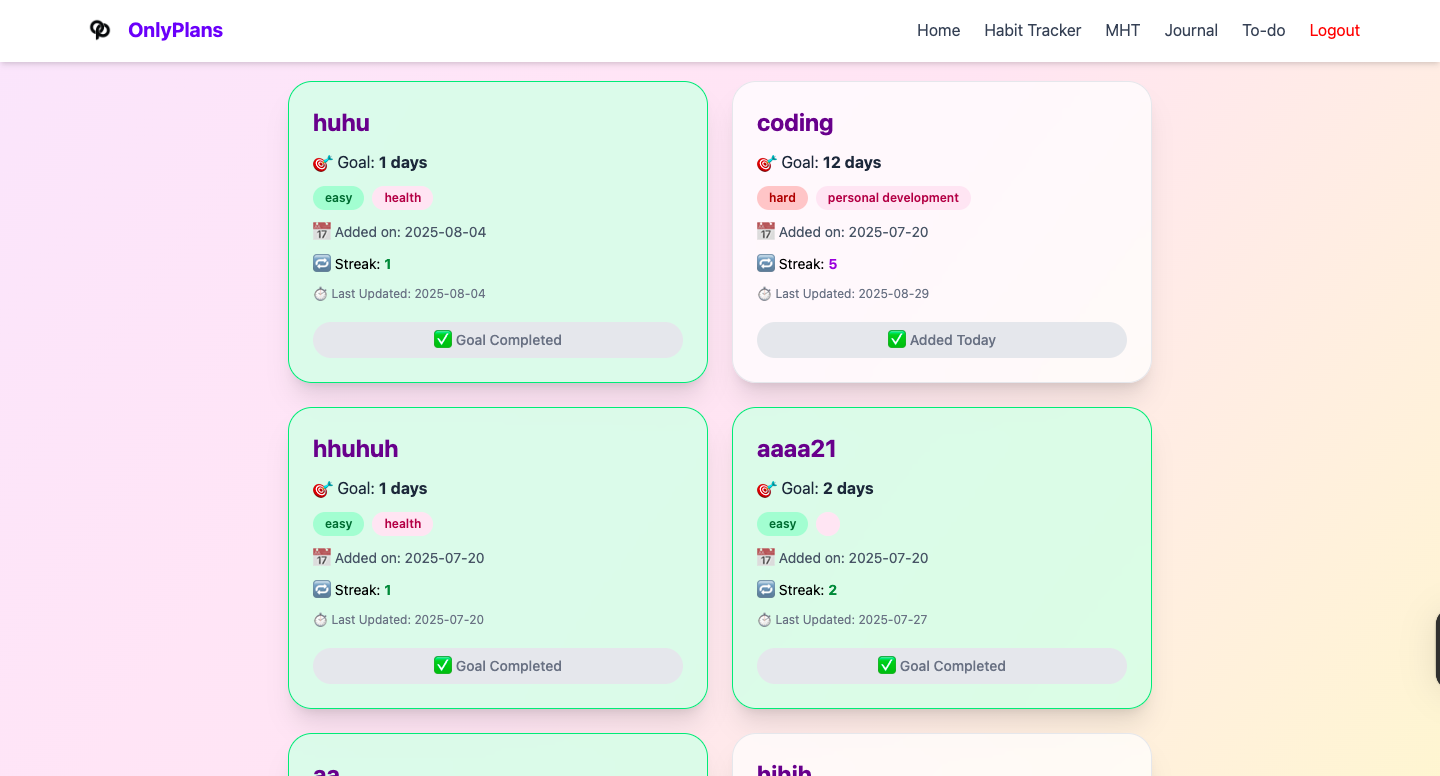 OnlyPlans
Home Habit Tracker MHT Journal To-do Logout
huhu
🎯 Goal: 1 days
easy health
📅 Added on: 2025-08-04
🔁 Streak: 1
⏱️ Last Updated: 2025-08-04
✅ Goal Completed
coding
🎯 Goal: 12 days
hard personal development
📅 Added on: 2025-07-20
🔁 Streak: 5
⏱️ Last Updated: 2025-08-29
✅ Added Today
hhuhuh
🎯 Goal: 1 days
easy health
📅 Added on: 2025-07-20
🔁 Streak: 1
⏱️ Last Updated: 2025-07-20
✅ Goal Completed
aaaa21
🎯 Goal: 2 days
easy
📅 Added on: 2025-07-20
🔁 Streak: 2
⏱️ Last Updated: 2025-07-27
✅ Goal Completed
aa
hihih